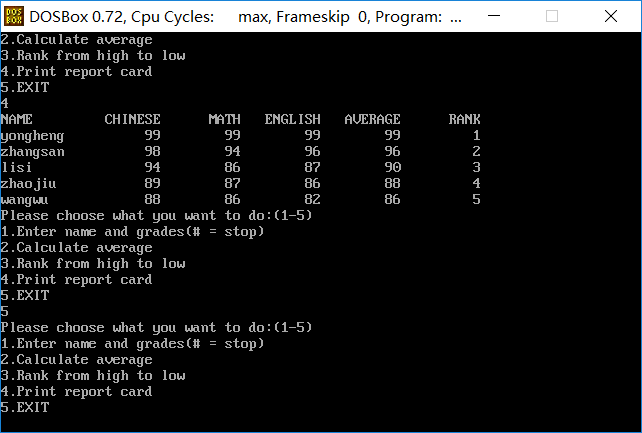 DOS
BOX
DOSBox 0.72, Cpu Cycles: max, Frameskip 0, Program: ...
2.Calculate average
3.Rank from high to low
4.Print report card
5.EXIT
4
NAME CHINESE MATH ENGLISH AVERAGE RANK
yongheng 99 99 99 99 1
zhangsan 98 94 96 96 2
lisi 94 86 87 90 3
zhaojiu 89 87 86 88 4
wangwu 88 86 82 86 5
Please choose what you want to do:(1-5)
1.Enter name and grades(# = stop)
2.Calculate average
3.Rank from high to low
4.Print report card
5.EXIT
5
Please choose what you want to do:(1-5)
1.Enter name and grades(# = stop)
2.Calculate average
3.Rank from high to low
4.Print report card
5.EXIT